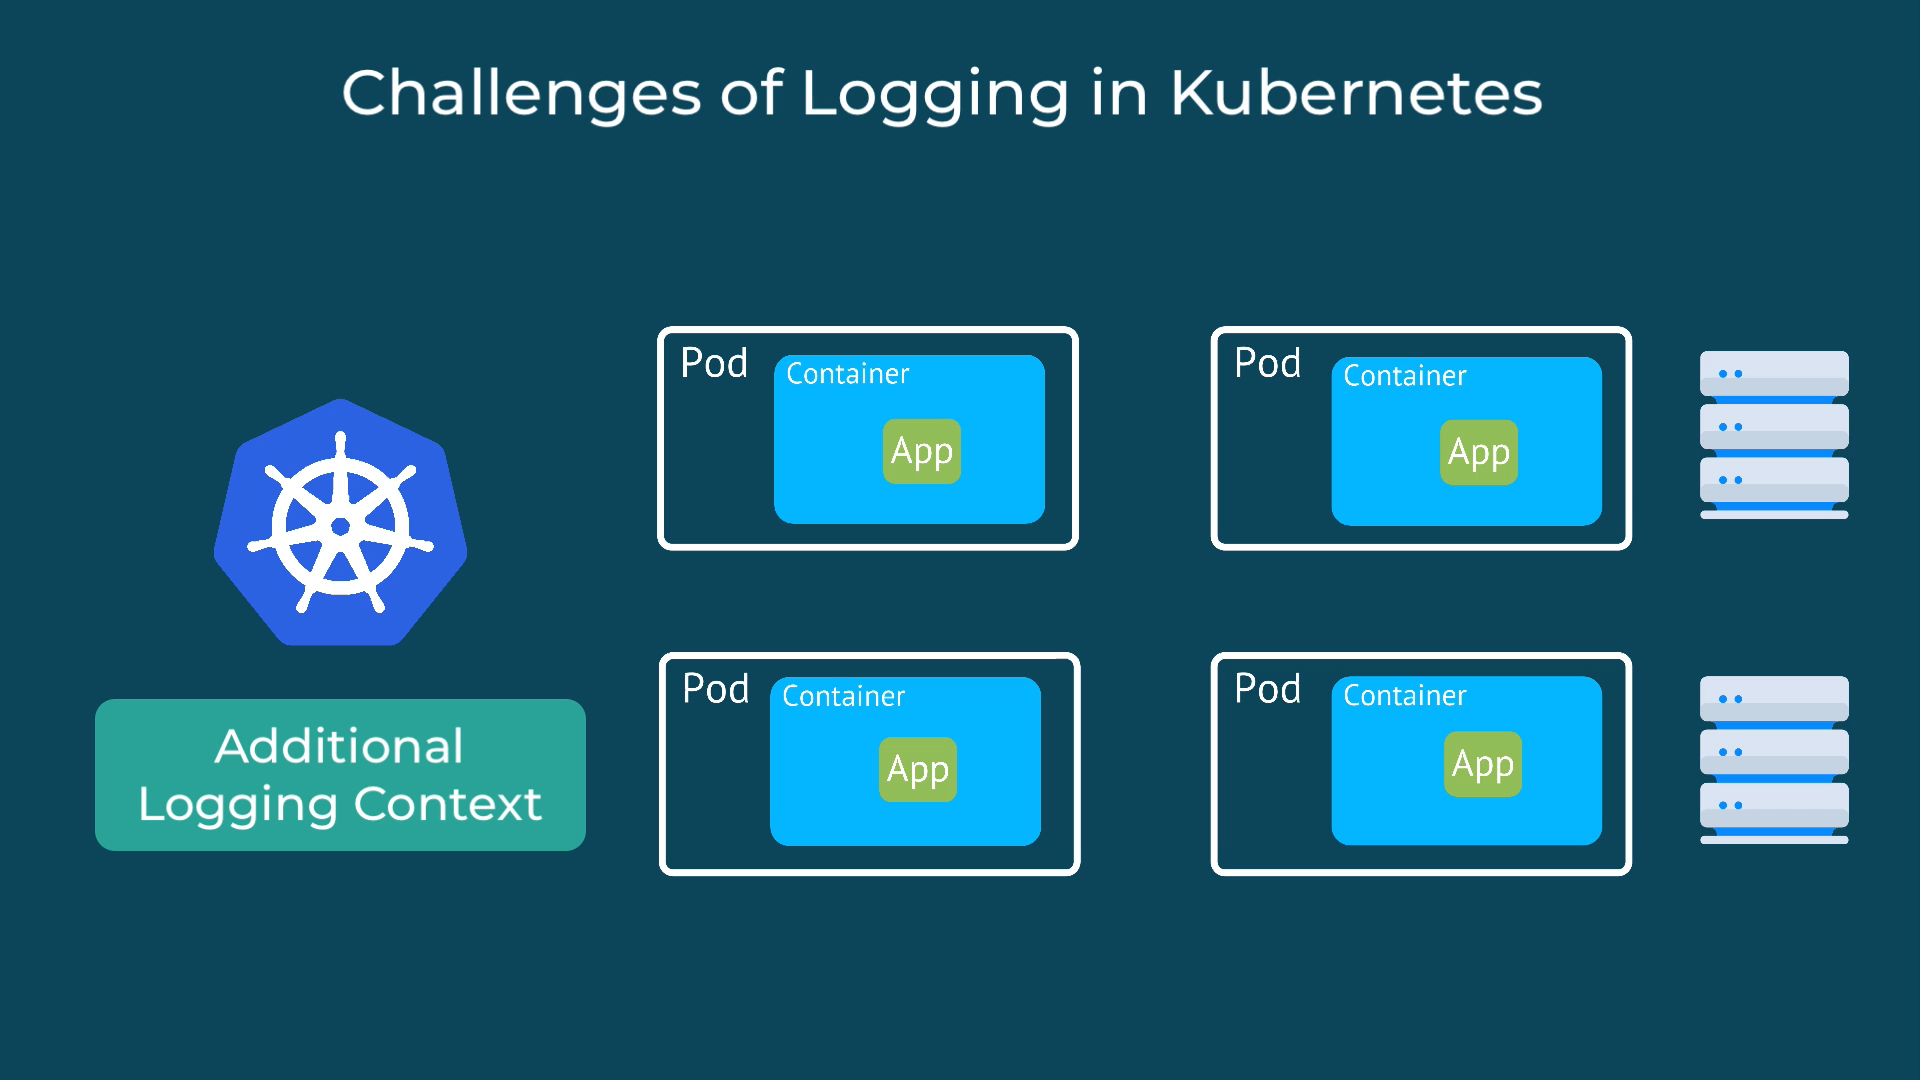 Challenges of Logging in Kubernetes
Pod
Container
App
Pod
Container
App
Additional
Logging Context
Pod
Container
App
Pod
Container
App